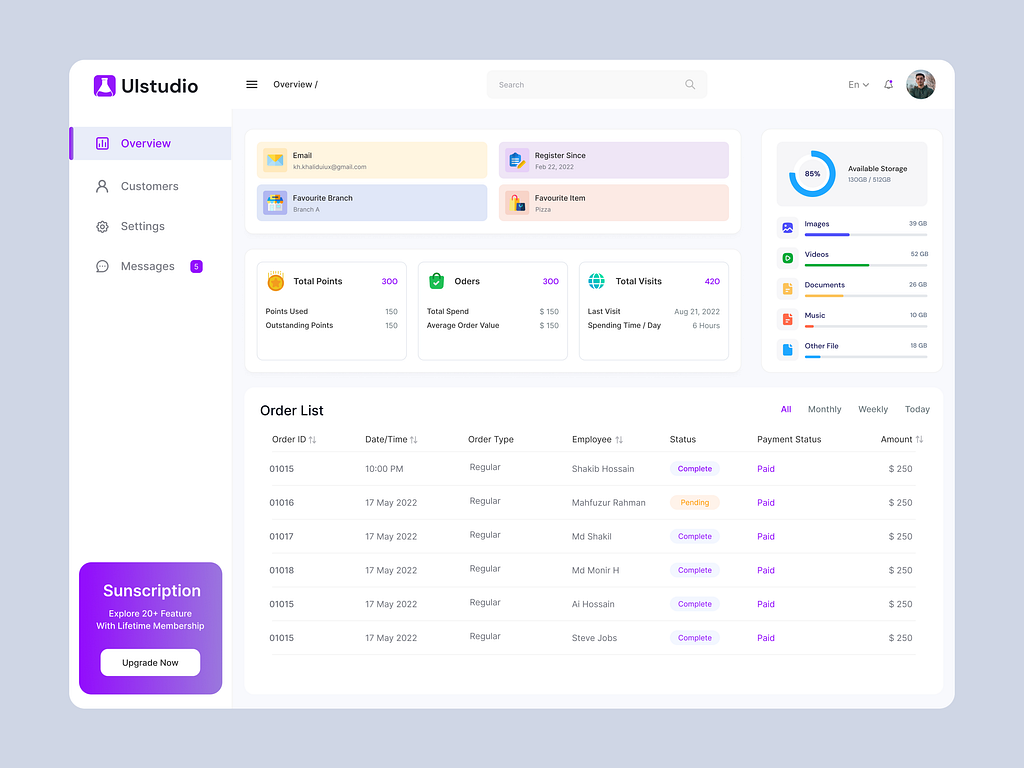 UIstudio
Overview /
Search
En
Overview
Customers
Settings
Messages 5
Sunscription
Explore 20+ Feature
With Lifetime Membership
Upgrade Now
Email
kh.khaliduiux@gmail.com
Register Since
Feb 22, 2022
Favourite Branch
Branch A
Favourite Item
Pizza
Total Points 300
Points Used 150
Outstanding Points 150
Oders 300
Total Spend $ 150
Average Order Value $ 150
Total Visits 420
Last Visit Aug 21, 2022
Spending Time / Day 6 Hours
85%
Available Storage
130GB / 512GB
Images 39 GB
Videos 52 GB
Documents 26 GB
Music 10 GB
Other File 18 GB
Order List
All Monthly Weekly Today
Order ID Date/Time Order Type Employee Status Payment Status Amount
01015 10:00 PM Regular Shakib Hossain Complete Paid $ 250
01016 17 May 2022 Regular Mahfuzur Rahman Pending Paid $ 250
01017 17 May 2022 Regular Md Shakil Complete Paid $ 250
01018 17 May 2022 Regular Md Monir H Complete Paid $ 250
01015 17 May 2022 Regular Ai Hossain Complete Paid $ 250
01015 17 May 2022 Regular Steve Jobs Complete Paid $ 250